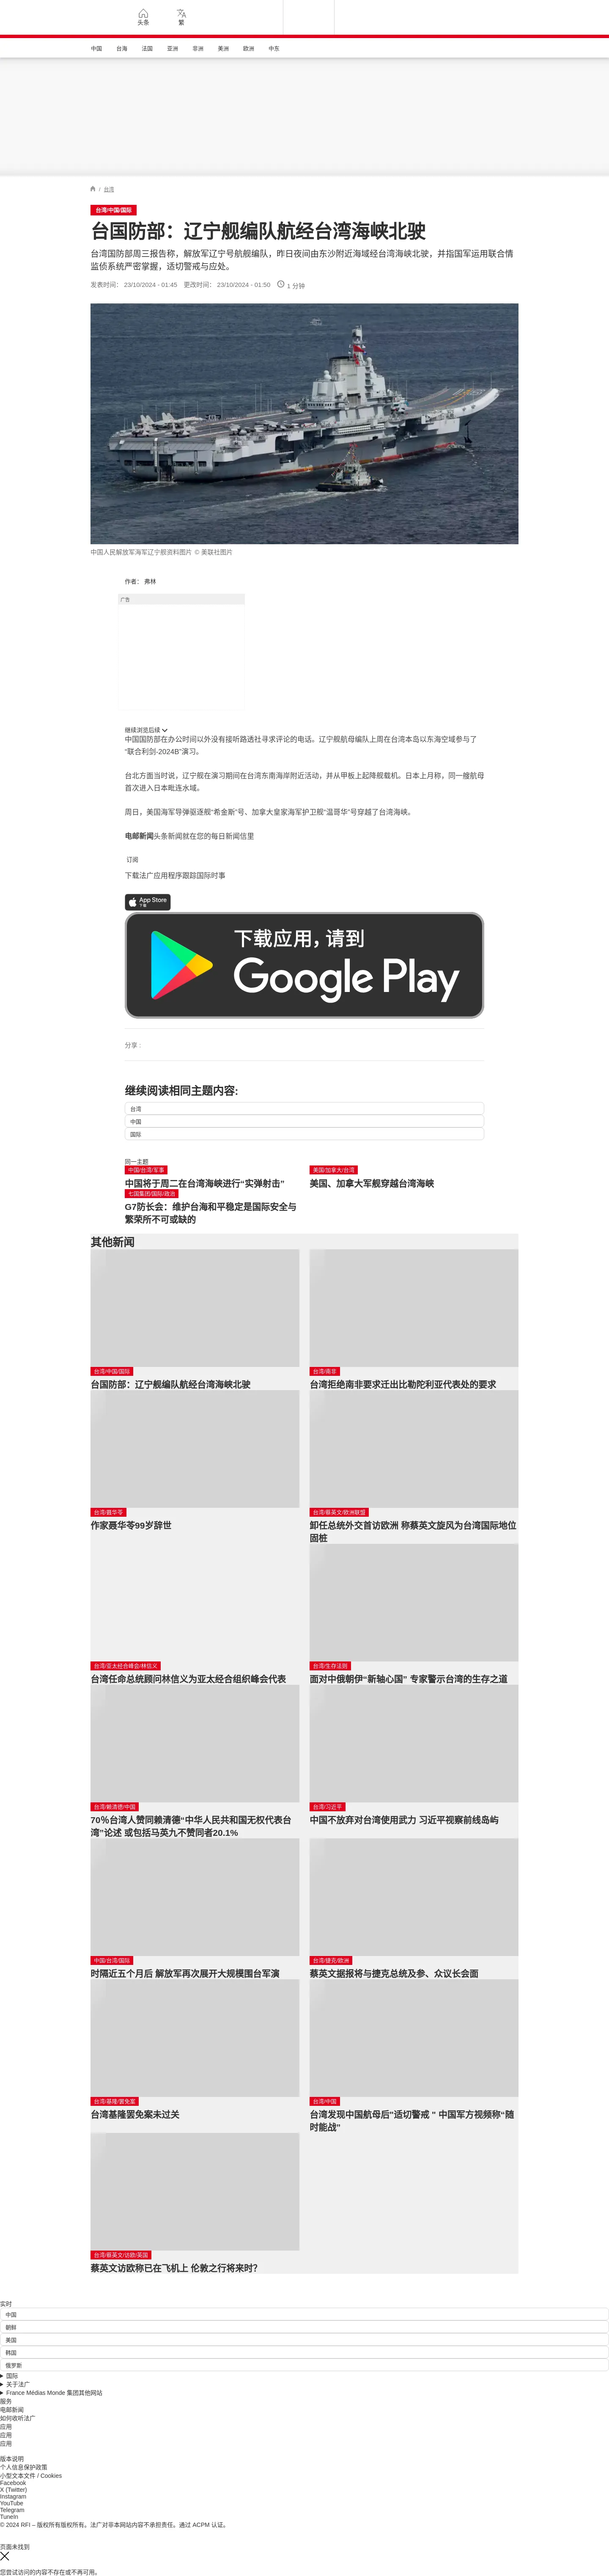 头条
繁
中国 台海 法国 亚洲 非洲 美洲 欧洲 中东
/ 台湾
台湾/中国/国际
台国防部：辽宁舰编队航经台湾海峡北驶
台湾国防部周三报告称，解放军辽宁号航舰编队，昨日夜间由东沙附近海域经台湾海峡北驶，并指国军运用联合情
监侦系统严密掌握，适切警戒与应处。
发表时间： 23/10/2024 - 01:45 更改时间： 23/10/2024 - 01:50 1 分钟
中国人民解放军海军辽宁舰资料图片 © 美联社图片
作者： 弗林
广告
继续浏览后续
中国国防部在办公时间以外没有接听路透社寻求评论的电话。辽宁舰航母编队上周在台湾本岛以东海空域参与了
“联合利剑-2024B”演习。
台北方面当时说，辽宁舰在演习期间在台湾东南海岸附近活动，并从甲板上起降舰载机。日本上月称，同一艘航母
首次进入日本毗连水域。
周日，美国海军导弹驱逐舰“希金斯”号、加拿大皇家海军护卫舰“温哥华”号穿越了台湾海峡。
电邮新闻头条新闻就在您的每日新闻信里
订阅
下载法广应用程序跟踪国际时事
App Store
下载
下载应用，请到
Google Play
分享 :
继续阅读相同主题内容:
台湾
中国
国际
同一主题
中国/台湾/军事
中国将于周二在台湾海峡进行“实弹射击”
美国/加拿大/台湾
美国、加拿大军舰穿越台湾海峡
七国集团/国际/政治
G7防长会：维护台海和平稳定是国际安全与
繁荣所不可或缺的
其他新闻
台湾/中国/国际
台国防部：辽宁舰编队航经台湾海峡北驶
台湾/南非
台湾拒绝南非要求迁出比勒陀利亚代表处的要求
台湾/聂华苓
作家聂华苓99岁辞世
台湾/蔡英文/欧洲联盟
卸任总统外交首访欧洲 称蔡英文旋风为台湾国际地位
固桩
台湾/亚太经合峰会/林信义
台湾任命总统顾问林信义为亚太经合组织峰会代表
台湾/生存法则
面对中俄朝伊“新轴心国” 专家警示台湾的生存之道
台湾/赖清德/中国
70％台湾人赞同赖清德“中华人民共和国无权代表台
湾”论述 或包括马英九不赞同者20.1%
台湾/习近平
中国不放弃对台湾使用武力 习近平视察前线岛屿
中国/台湾/国际
时隔近五个月后 解放军再次展开大规模围台军演
台湾/捷克/欧洲
蔡英文据报将与捷克总统及参、众议长会面
台湾/基隆/罢免案
台湾基隆罢免案未过关
台湾/中国
台湾发现中国航母后“适切警戒 ” 中国军方视频称“随
时能战”
台湾/蔡英文/访欧/英国
蔡英文访欧称已在飞机上 伦敦之行将来时?
实时
中国
朝鲜
美国
韩国
俄罗斯
国际
关于法广
France Médias Monde 集团其他网站
服务
电邮新闻
如何收听法广
应用
应用
应用
版本说明
个人信息保护政策
小型文本文件 / Cookies
Facebook
X (Twitter)
Instagram
YouTube
Telegram
TuneIn
© 2024 RFI – 版权所有版权所有。法广对非本网站内容不承担责任。通过 ACPM 认证。
页面未找到
您尝试访问的内容不存在或不再可用。